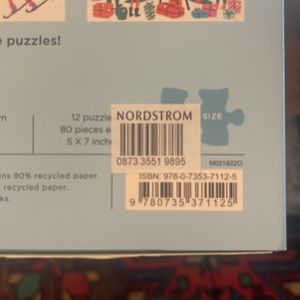 e puzzles!
m
12 puzzle
80 pieces e
5 X 7 inch
NORDSTROM
0873 3551 9895
SIZE
M021822O
ins 90% recycled paper.
recycled paper.
ks.
ISBN: 978-0-7353-7112-5
9 780735 371125